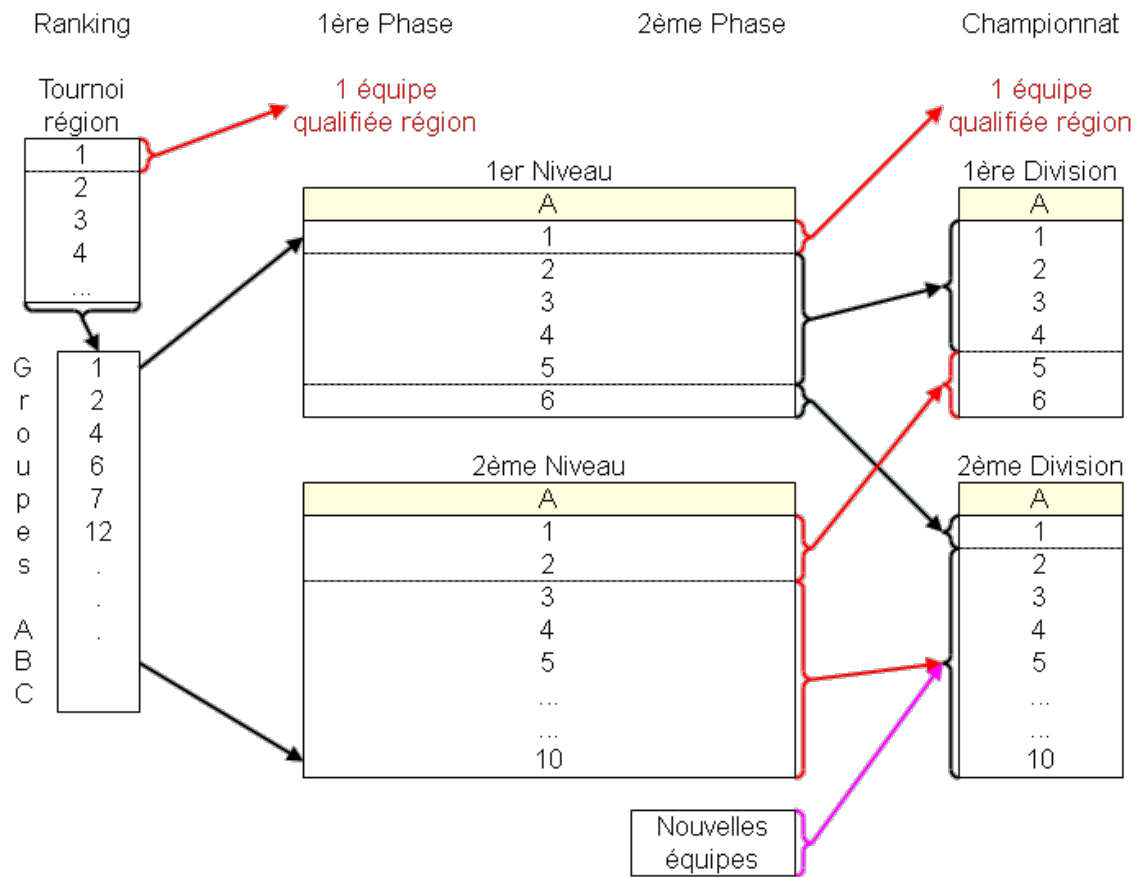 Ranking
1ère Phase
2ème Phase
Championnat
Tournoi
région
1
2
3
4
...
G
r
o
u
p
e
s
A
B
C
1
2
4
6
7
12
.
.
.
1 équipe
qualifiée région
1er Niveau
A
1
2
3
4
5
6
2ème Niveau
A
1
2
3
4
5
...
...
10
Nouvelles
équipes
1 équipe
qualifiée région
1ère Division
A
1
2
3
4
5
6
2ème Division
A
1
2
3
4
5
...
...
10